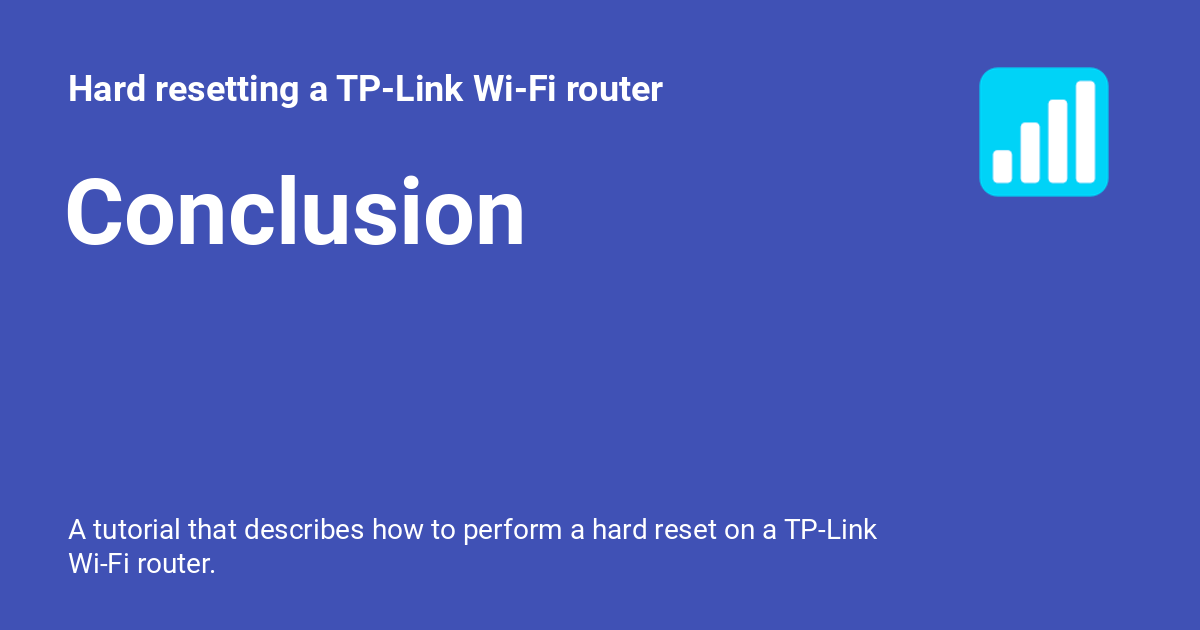 Hard resetting a TP-Link Wi-Fi router
Conclusion
A tutorial that describes how to perform a hard reset on a TP-Link
Wi-Fi router.